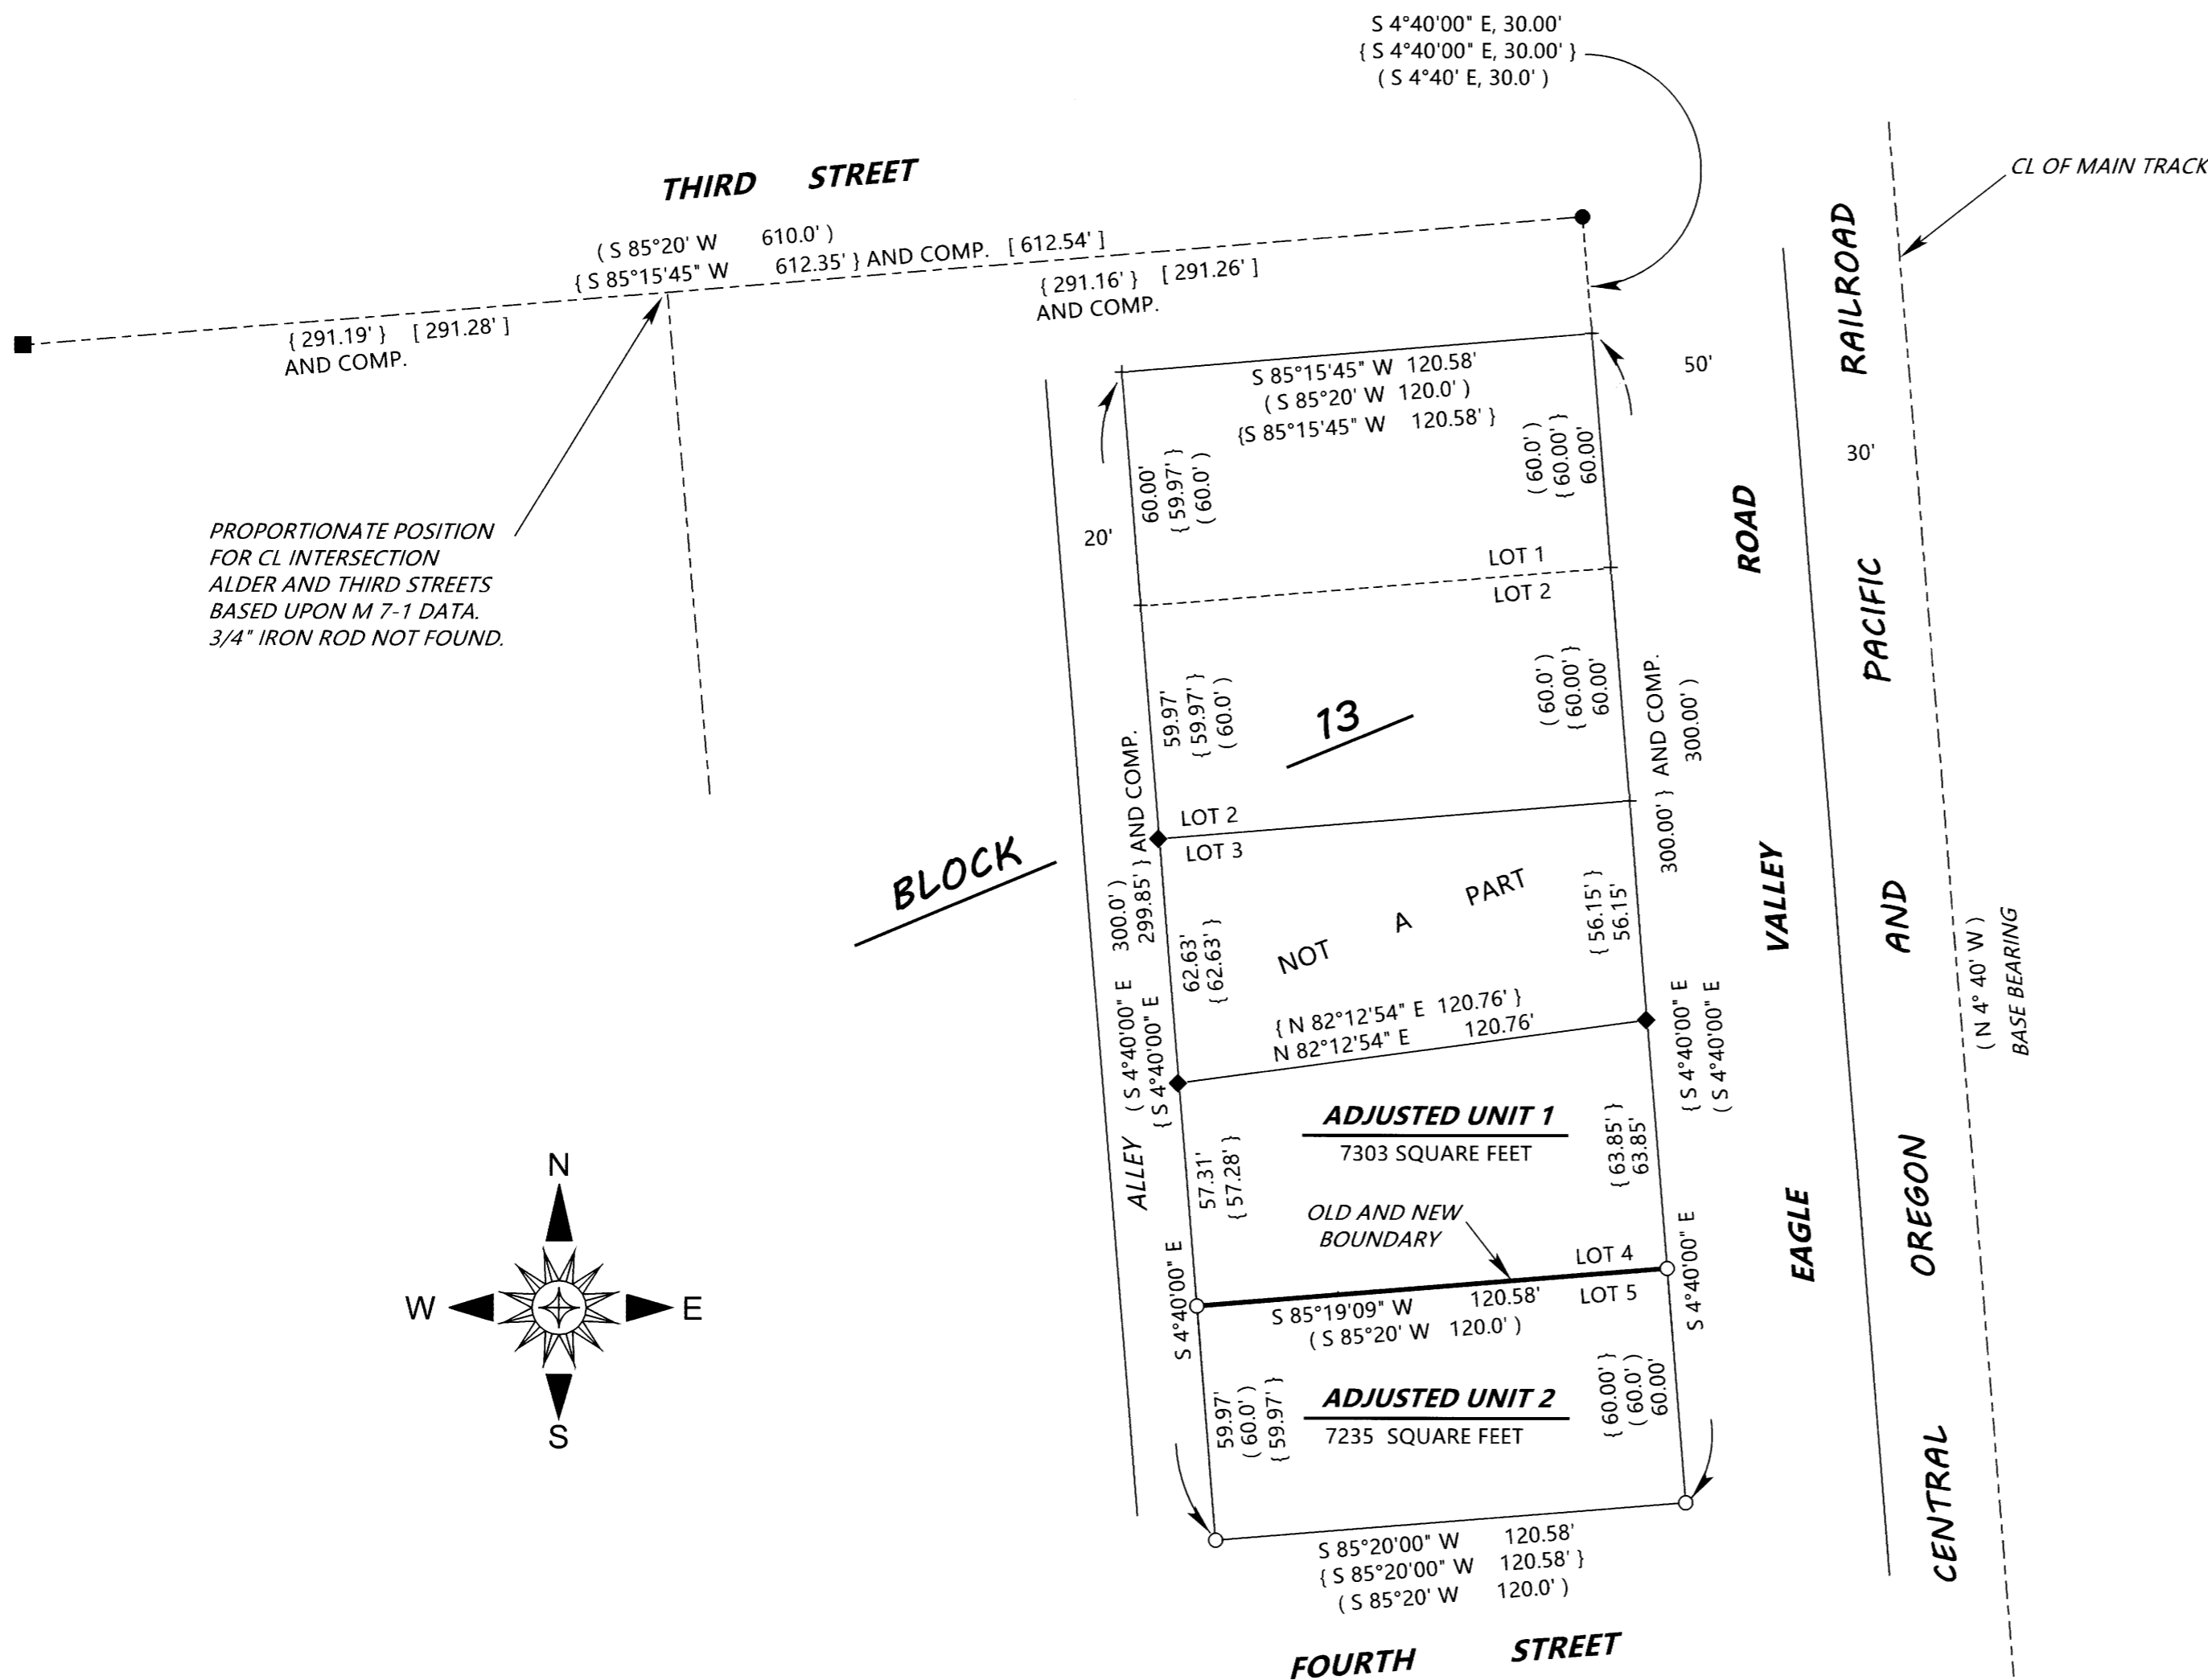 S 4°40'00" E, 30.00'
{ S 4°40'00" E, 30.00' }
( S 4°40' E, 30.0' )
CL OF MAIN TRACK
THIRD STREET
( S 85°20' W 610.0' )
{ S 85°15'45" W 612.35' } AND COMP. [ 612.54' ]
{ 291.16' } [ 291.26' ]
AND COMP.
{ 291.19' } [ 291.28' ]
AND COMP.
PROPORTIONATE POSITION
FOR CL INTERSECTION
ALDER AND THIRD STREETS
BASED UPON M 7-1 DATA.
3/4" IRON ROD NOT FOUND.
S 85°15'45" W 120.58'
( S 85°20' W 120.0' )
{S 85°15'45" W 120.58' }
50'
30'
20'
60.00'
{ 59.97' }
( 60.0' )
( 60.0' )
{ 60.00' }
60.00'
LOT 1
LOT 2
59.97'
{ 59.97' }
( 60.0' )
( 60.0' )
{ 60.00' }
60.00'
13
BLOCK
LOT 2
LOT 3
NOT A PART
62.63'
{ 62.63' }
{ 56.15' }
56.15'
{ N 82°12'54" E 120.76' }
N 82°12'54" E 120.76'
ALLEY ( S 4°40'00" E 300.0' )
{ S 4°40'00" E 299.85' } AND COMP.
{ S 4°40'00" E 300.00' } AND COMP.
( S 4°40'00" E 300.00' )
ADJUSTED UNIT 1
7303 SQUARE FEET
57.31'
{ 57.28' }
{ 63.85' }
63.85'
OLD AND NEW
BOUNDARY
LOT 4
LOT 5
S 4°40'00" E
S 4°40'00" E
S 85°19'09" W 120.58'
( S 85°20' W 120.0' )
ADJUSTED UNIT 2
7235 SQUARE FEET
59.97'
( 60.0' )
{ 59.97' }
{ 60.00' }
( 60.0' )
60.00'
S 85°20'00" W 120.58'
{ S 85°20'00" W 120.58' }
( S 85°20' W 120.0' )
FOURTH STREET
EAGLE VALLEY ROAD
CENTRAL OREGON AND PACIFIC RAILROAD
( N 4° 40' W )
BASE BEARING
N
W E
S